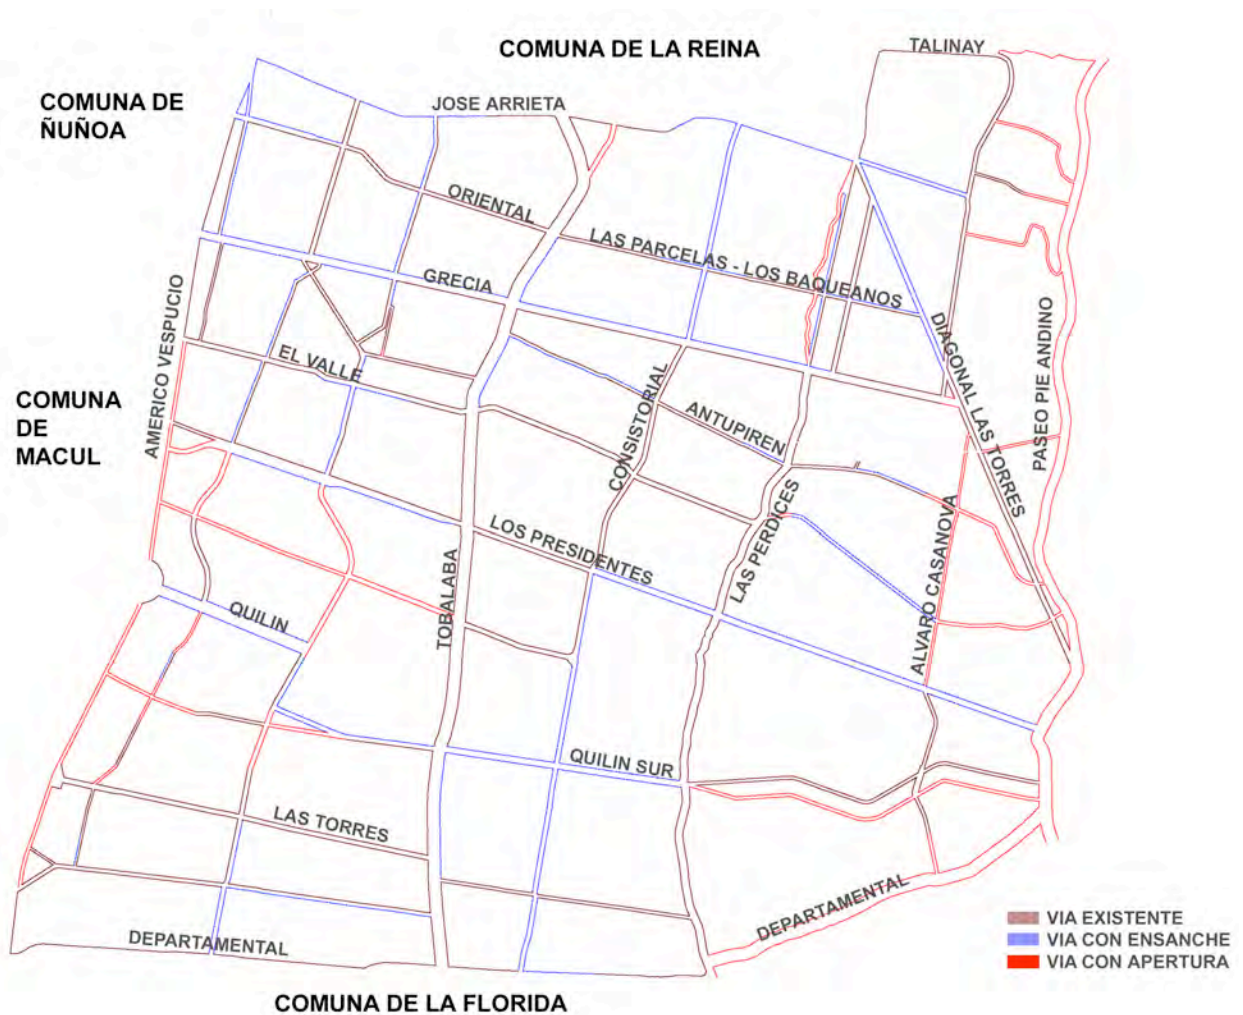 COMUNA DE LA REINA
TALINAY
COMUNA DE
ÑUÑOA
JOSE ARRIETA
ORIENTAL
LAS PARCELAS - LOS BAQUEANOS
GRECIA
AMERICO VESPUCIO
EL VALLE
DIAGONAL LAS TORRES
PASEO PIE ANDINO
COMUNA
DE
MACUL
CONSISTORIAL
ANTUPIREN
LOS PRESIDENTES
LAS PERDICES
ALVARO CASANOVA
TOBALABA
QUILIN
QUILIN SUR
LAS TORRES
DEPARTAMENTAL
DEPARTAMENTAL
VIA EXISTENTE
VIA CON ENSANCHE
VIA CON APERTURA
COMUNA DE LA FLORIDA